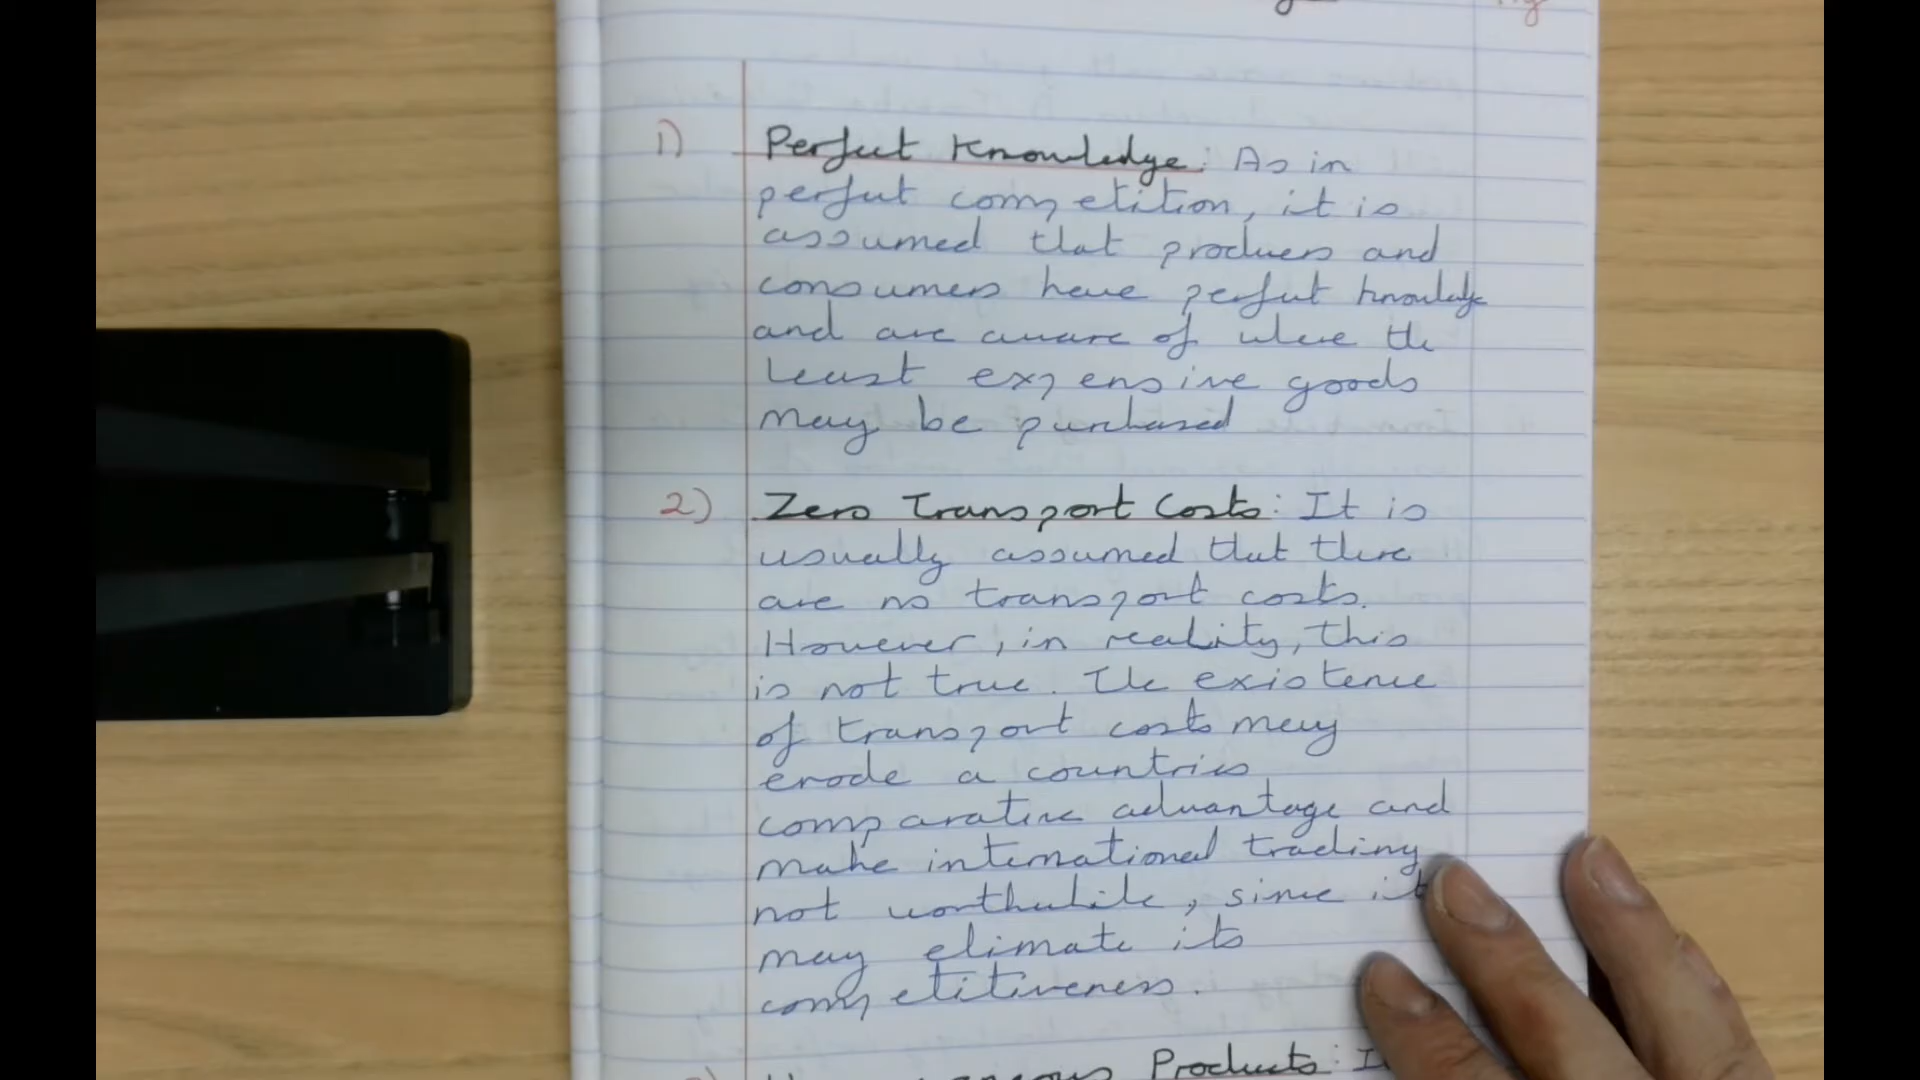 1) Perfect Knowledge: As in
perfect competition, it is
assumed that producers and
consumers have perfect knowledge
and are aware of where the
least expensive goods
may be purchased
2) Zero Transport Costs: It is
usually assumed that there
are no transport costs.
However, in reality, this
is not true. The existence
of transport costs may
erode a countries
comparative advantage and
make international trading
not worthwhile, since it
may elimate its
competitiveness.
Products: I